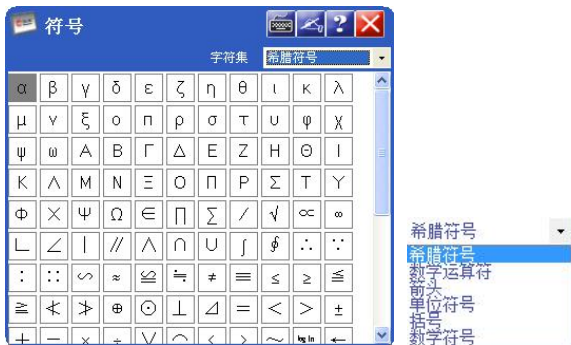 符号
字符集 希腊符号
α β γ δ ε ζ η θ ι κ λ
μ ν ξ ο π ρ σ τ υ φ χ
ψ ω Α Β Γ Δ Ε Ζ Η Θ Ι
Κ Λ Μ Ν Ξ Ο Π Ρ Σ Τ Υ
Φ Χ Ψ Ω ∈ ∏ ∑ ∕ √ ∝ ∞
∟ ∠ ∣ ∥ ∧ ∩ ∪ ∫ ∮ ∴ ∵
∶ ∷ ∽ ≈ ≌ ≒ ≠ ≡ ≤ ≥ ≦
≧ ≮ ≯ ⊕ ⊙ ⊥ ⊿ = < > ±
+ - × ÷
希腊符号
希腊符号
数学运算符
箭头
单位符号
括号
数字符号